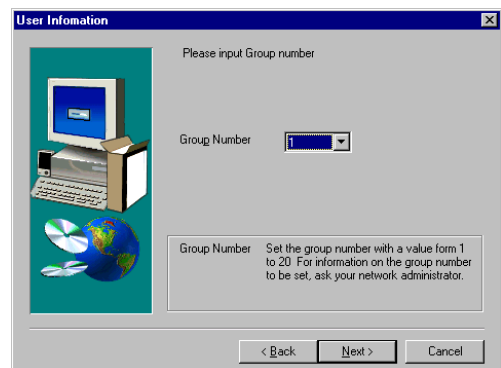 User Infomation
Please input Group number
Group Number
1
Group Number
Set the group number with a value form 1
to 20 For information on the group number
to be set, ask your network administrator.
< Back
Next >
Cancel